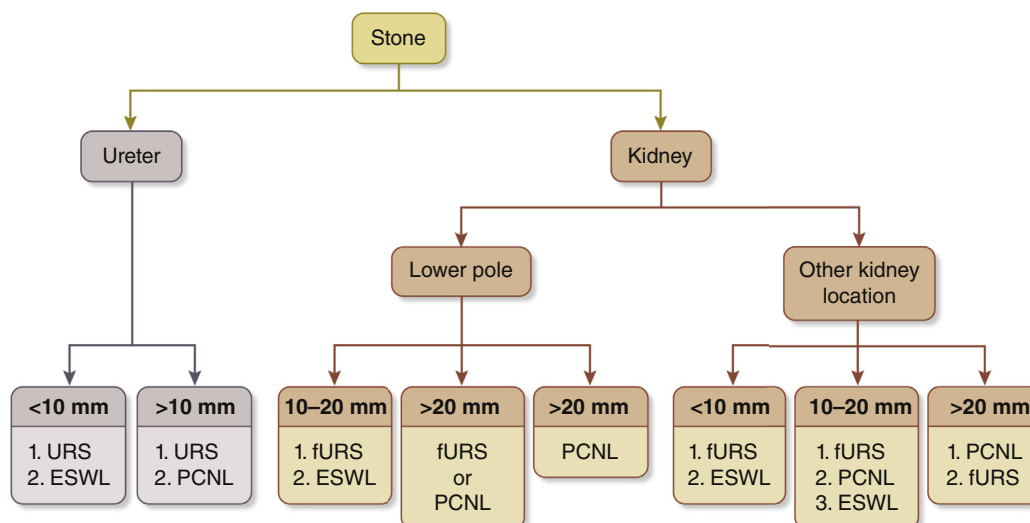 Stone
Ureter
Kidney
Lower pole
Other kidney
location
<10 mm
1. URS
2. ESWL
>10 mm
1. URS
2. PCNL
10–20 mm
1. fURS
2. ESWL
>20 mm
fURS
or
PCNL
>20 mm
PCNL
<10 mm
1. fURS
2. ESWL
10–20 mm
1. fURS
2. PCNL
3. ESWL
>20 mm
1. PCNL
2. fURS